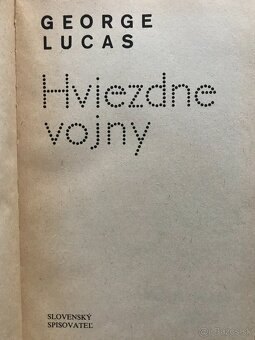 GEORGE
LUCAS
Hviezdne
vojny
SLOVENSKÝ
SPISOVATEĽ